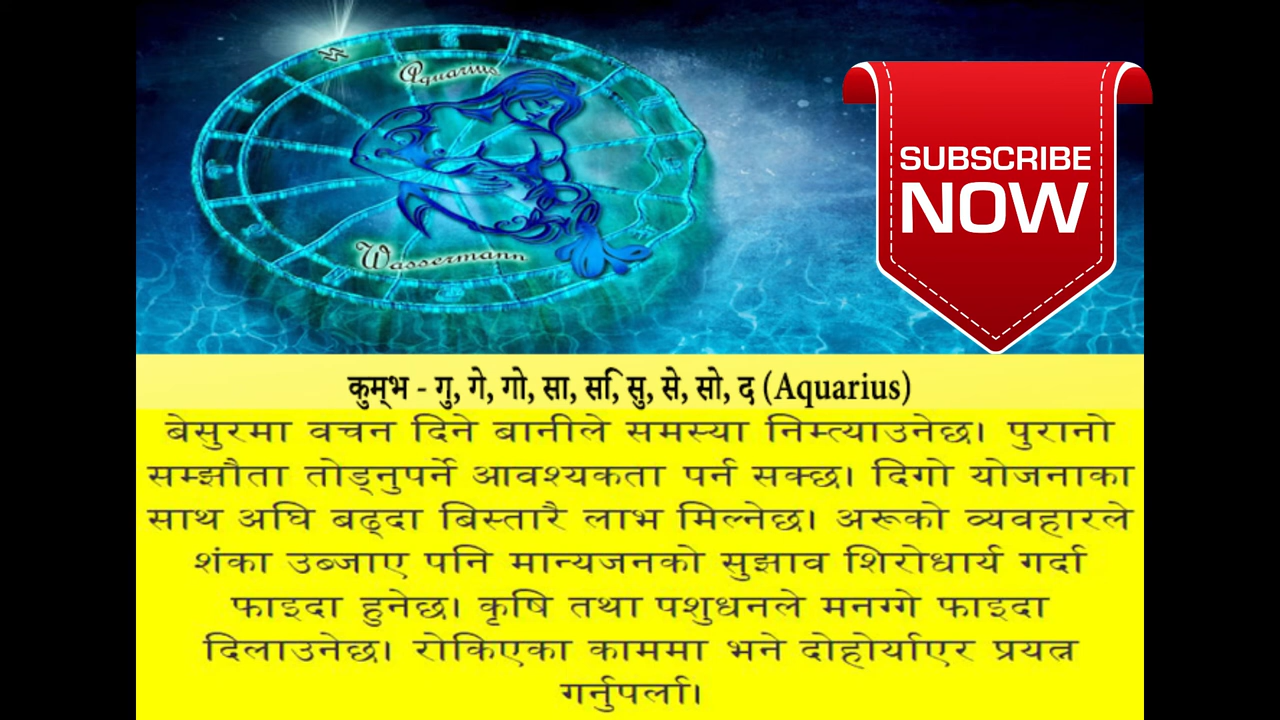 Aquarius
Wassermann
SUBSCRIBE
NOW
कुम्भ - गु, गे, गो, सा, सि, सु, से, सो, द (Aquarius)
बेसुरमा वचन दिने बानीले समस्या निम्त्याउनेछ। पुरानो
सम्झौता तोड्नुपर्ने आवश्यकता पर्न सक्छ। दिगो योजनाका
साथ अघि बढ्दा बिस्तारै लाभ मिल्नेछ। अरूको व्यवहारले
शंका उब्जाए पनि मान्यजनको सुझाव शिरोधार्य गर्दा
फाइदा हुनेछ। कृषि तथा पशुधनले मनग्गे फाइदा
दिलाउनेछ। रोकिएका काममा भने दोहोर्याएर प्रयत्न
गर्नुपर्ला।